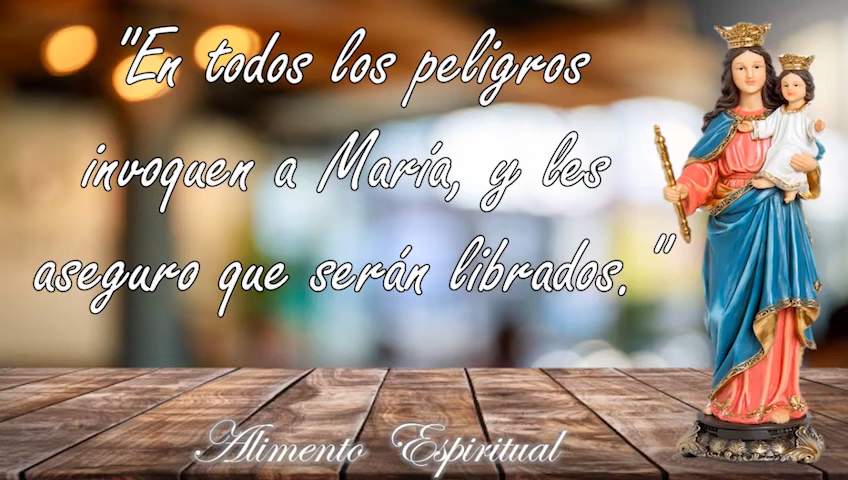 "En todos los peligros
invoquen a María, y les
aseguro que serán librados."
Alimento Espiritual